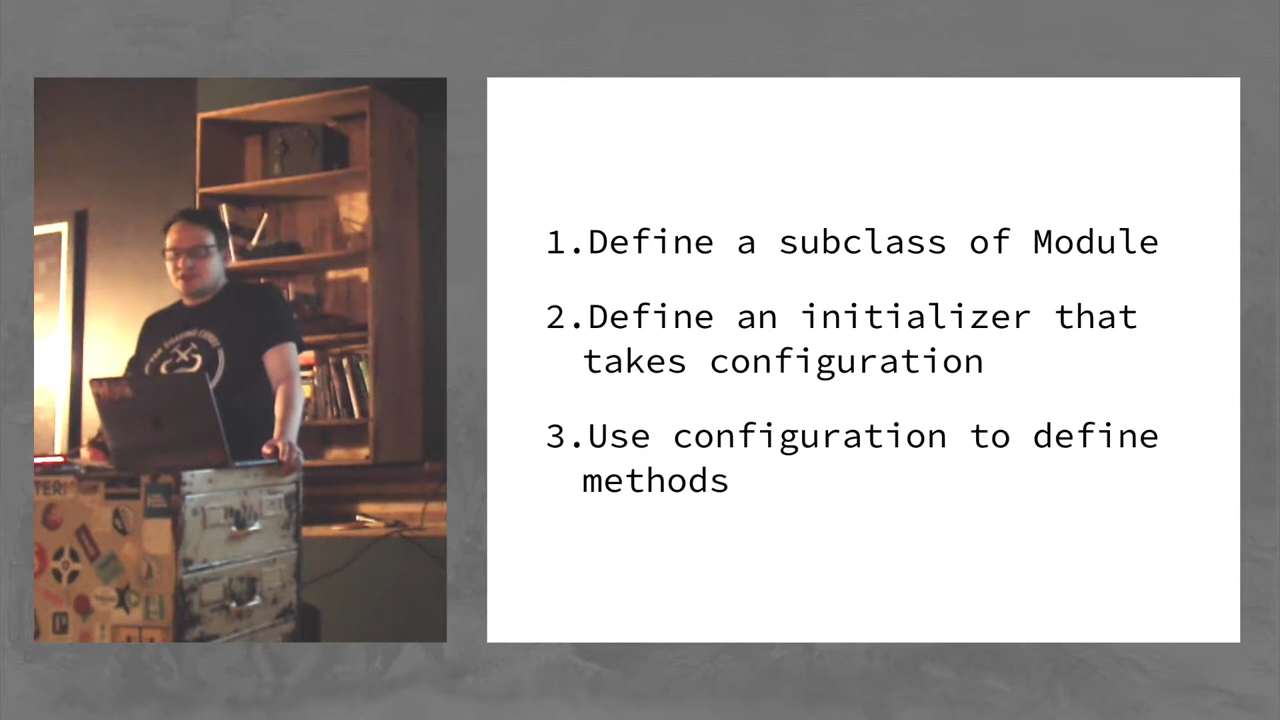 1.Define a subclass of Module
2.Define an initializer that
takes configuration
3.Use configuration to define
methods